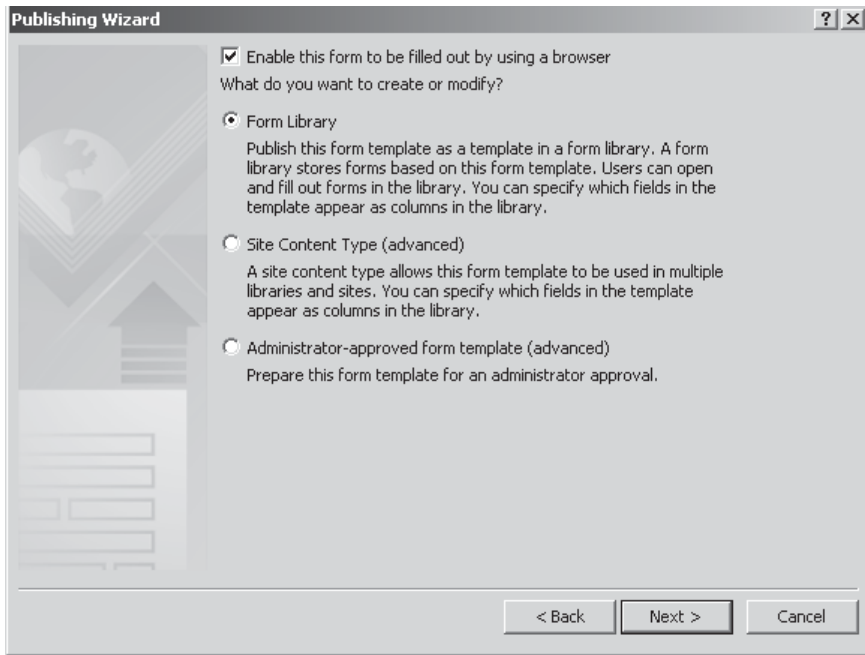 Publishing Wizard
? X
Enable this form to be filled out by using a browser
What do you want to create or modify?
Form Library
Publish this form template as a template in a form library. A form
library stores forms based on this form template. Users can open
and fill out forms in the library. You can specify which fields in the
template appear as columns in the library.
Site Content Type (advanced)
A site content type allows this form template to be used in multiple
libraries and sites. You can specify which fields in the template
appear as columns in the library.
Administrator-approved form template (advanced)
Prepare this form template for an administrator approval.
< Back Next > Cancel